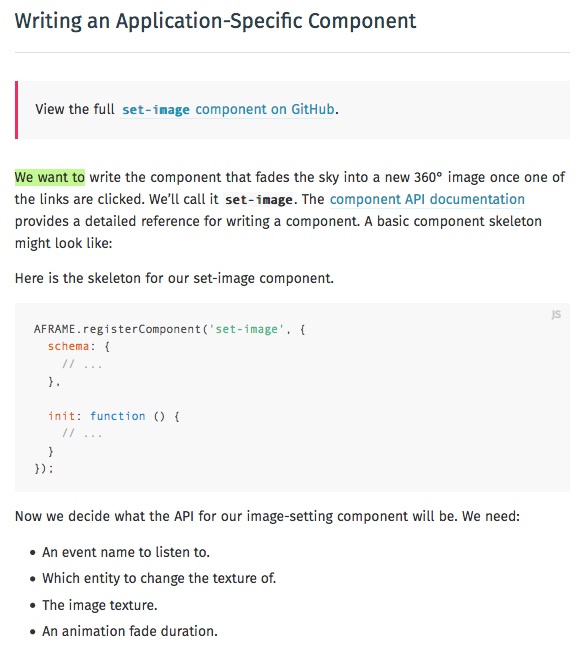 Writing an Application-Specific Component
View the full set-image component on GitHub.
We want to write the component that fades the sky into a new 360° image once one of
the links are clicked. We’ll call it set-image. The component API documentation
provides a detailed reference for writing a component. A basic component skeleton
might look like:
Here is the skeleton for our set-image component.
JS
AFRAME.registerComponent('set-image', {
  schema: {
    // ...
  },
  init: function () {
    // ...
  }
});
Now we decide what the API for our image-setting component will be. We need:
• An event name to listen to.
• Which entity to change the texture of.
• The image texture.
• An animation fade duration.